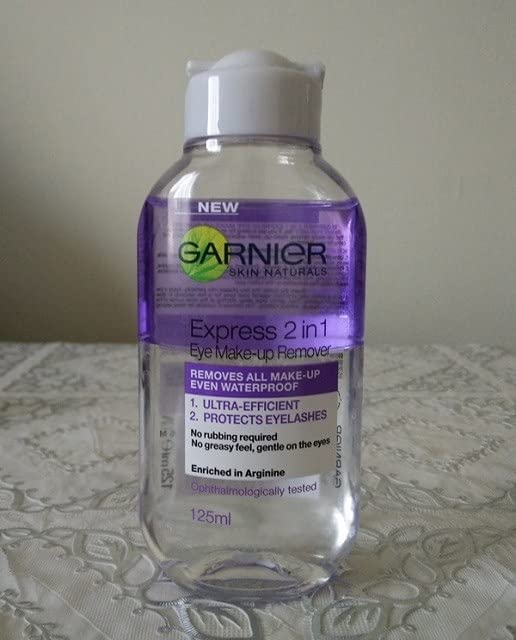 NEW
GARNIER
SKIN NATURALS
Express 2 in 1
Eye Make-up Remover
REMOVES ALL MAKE-UP
EVEN WATERPROOF
1. ULTRA-EFFICIENT
2. PROTECTS EYELASHES
No rubbing required
No greasy feel, gentle on the eyes
Enriched in Arginine
Ophthalmologically tested
125ml